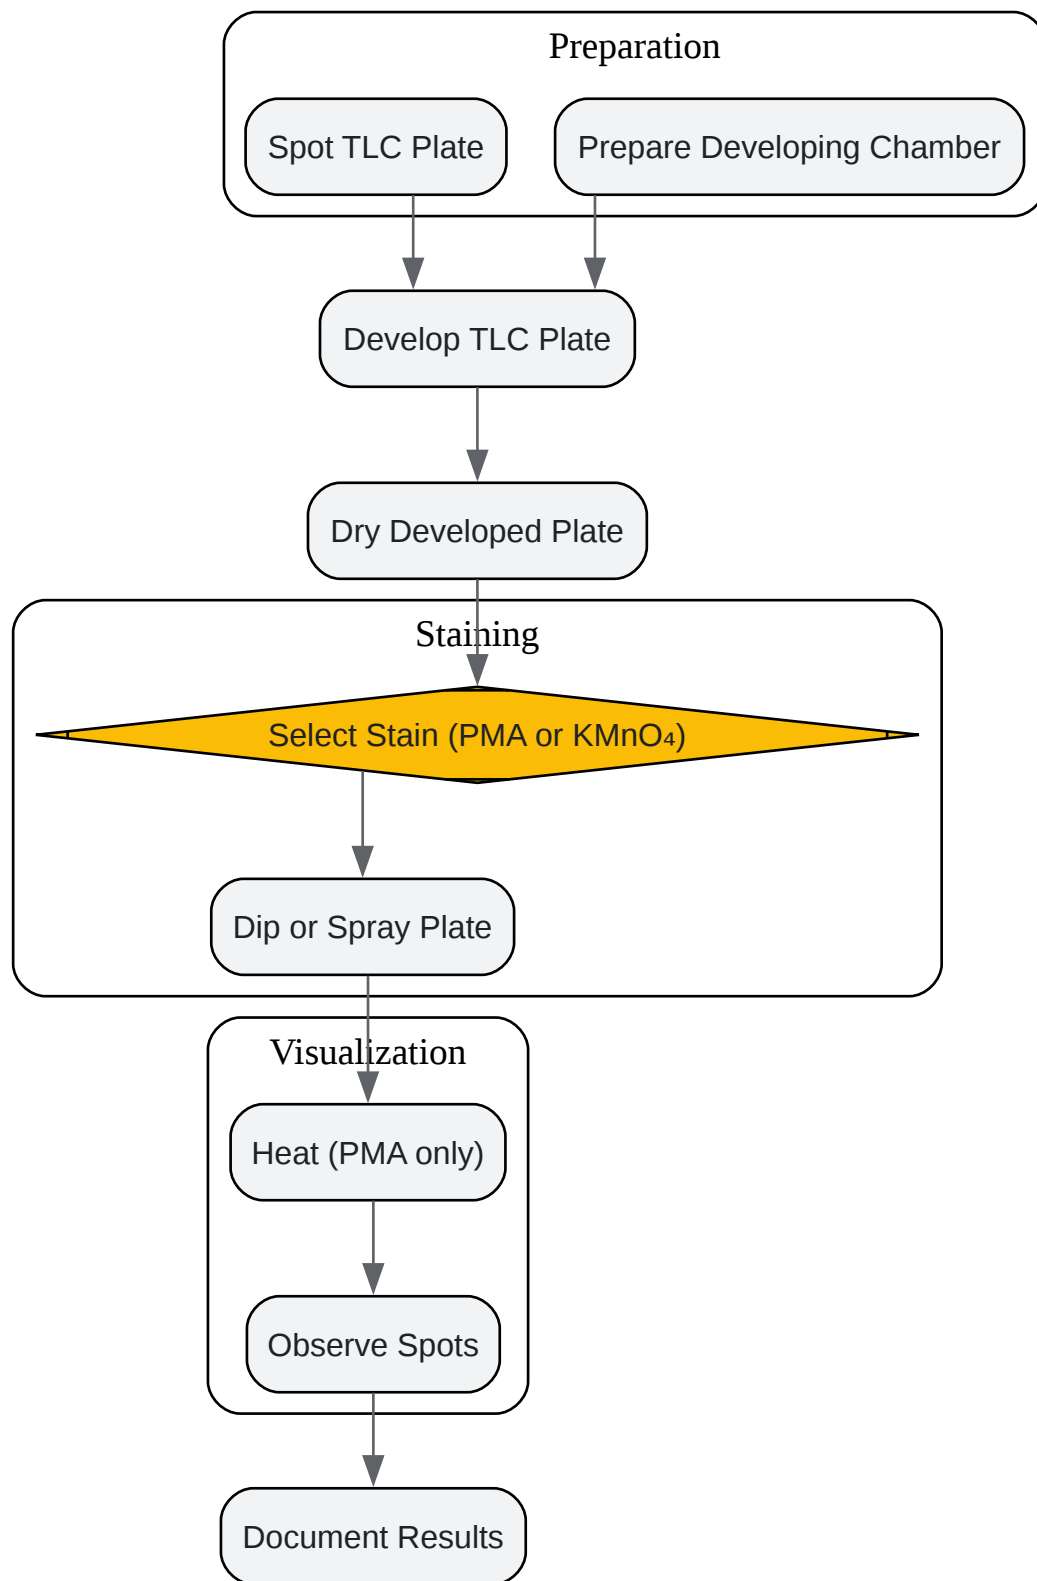 Preparation
Spot TLC Plate
Prepare Developing Chamber
Develop TLC Plate
Dry Developed Plate
Staining
Select Stain (PMA or KMnO₄)
Dip or Spray Plate
Visualization
Heat (PMA only)
Observe Spots
Document Results